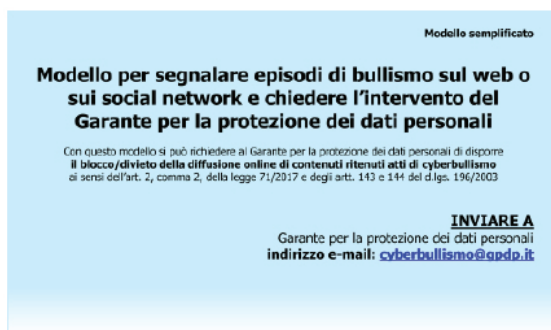 Modello semplificato
Modello per segnalare episodi di bullismo sul web o
sui social network e chiedere l'intervento del
Garante per la protezione dei dati personali
Con questo modello si può richiedere al Garante per la protezione dei dati personali di disporre
il blocco/divieto della diffusione online di contenuti ritenuti atti di cyberbullismo
ai sensi dell'art. 2, comma 2, della legge 71/2017 e degli artt. 143 e 144 del d.lgs. 196/2003
INVIARE A
Garante per la protezione dei dati personali
indirizzo e-mail: cyberbullismo@gpdp.it